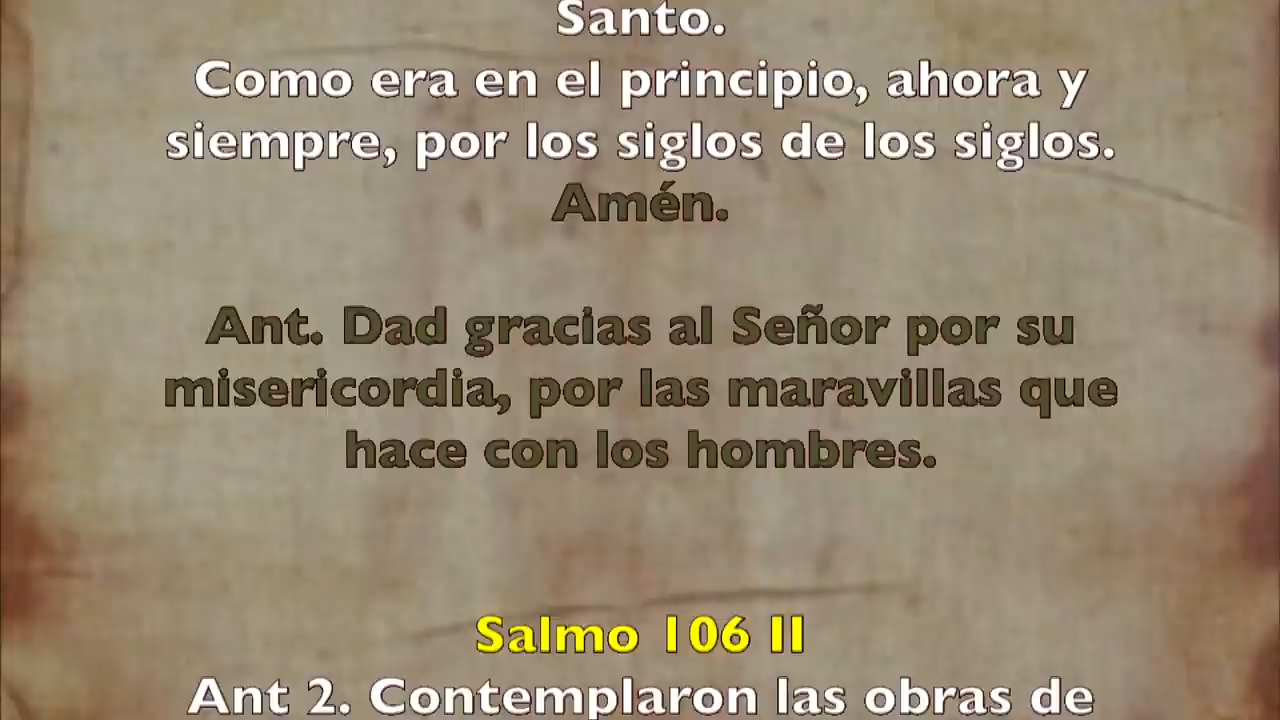 Santo.
Como era en el principio, ahora y
siempre, por los siglos de los siglos.
Amén.
Ant. Dad gracias al Señor por su
misericordia, por las maravillas que
hace con los hombres.
Salmo 106 II
Ant 2. Contemplaron las obras de